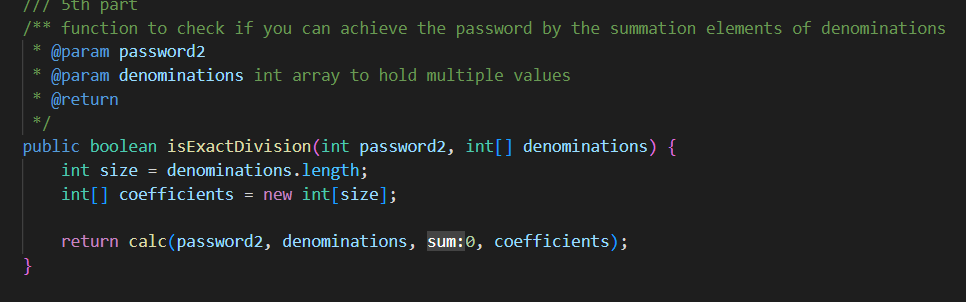 /// 5th part
/** function to check if you can achieve the password by the summation elements of denominations
 * @param password2
 * @param denominations int array to hold multiple values
 * @return
 */
public boolean isExactDivision(int password2, int[] denominations) {
    int size = denominations.length;
    int[] coefficients = new int[size];
    return calc(password2, denominations, sum:0, coefficients);
}